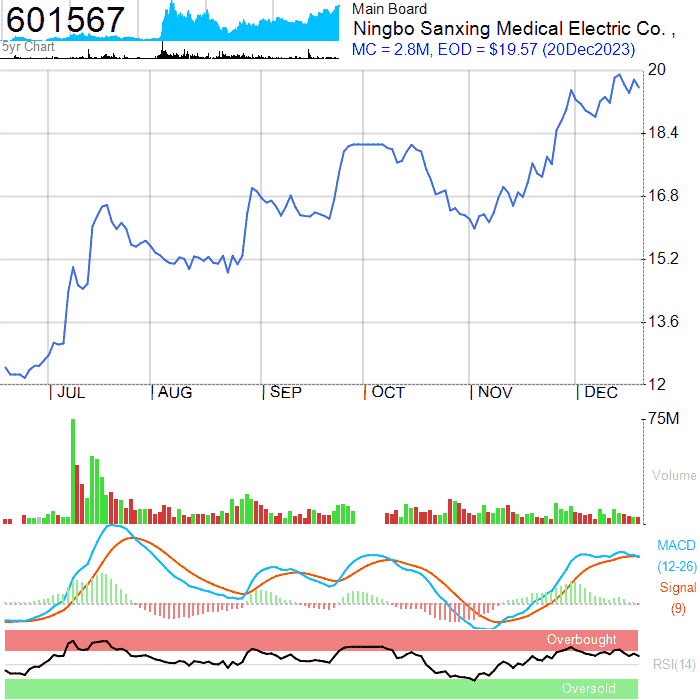 601567
5yr Chart
Main Board
Ningbo Sanxing Medical Electric Co. ,
MC = 2.8M, EOD = $19.57 (20Dec2023)
20
18.4
16.8
15.2
13.6
12
JUL AUG SEP OCT NOV DEC
75M
Volume
MACD
(12-26)
Signal
(9)
Overbought
RSI(14)
Oversold